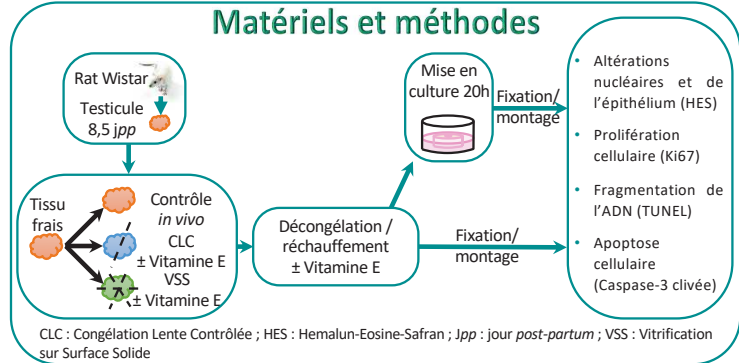 Matériels et méthodes
Rat Wistar
Testicule
8,5 jpp
Tissu
frais
Contrôle
in vivo
CLC
± Vitamine E
VSS
± Vitamine E
Décongélation /
réchauffement
± Vitamine E
Mise en
culture 20h
Fixation/
montage
Fixation/
montage
• Altérations
nucléaires et de
l'épithélium (HES)
• Prolifération
cellulaire (Ki67)
• Fragmentation de
l'ADN (TUNEL)
• Apoptose
cellulaire
(Caspase-3 clivée)
CLC : Congélation Lente Contrôlée ; HES : Hemalun-Eosine-Safran ; Jpp : jour post-partum ; VSS : Vitrification
sur Surface Solide